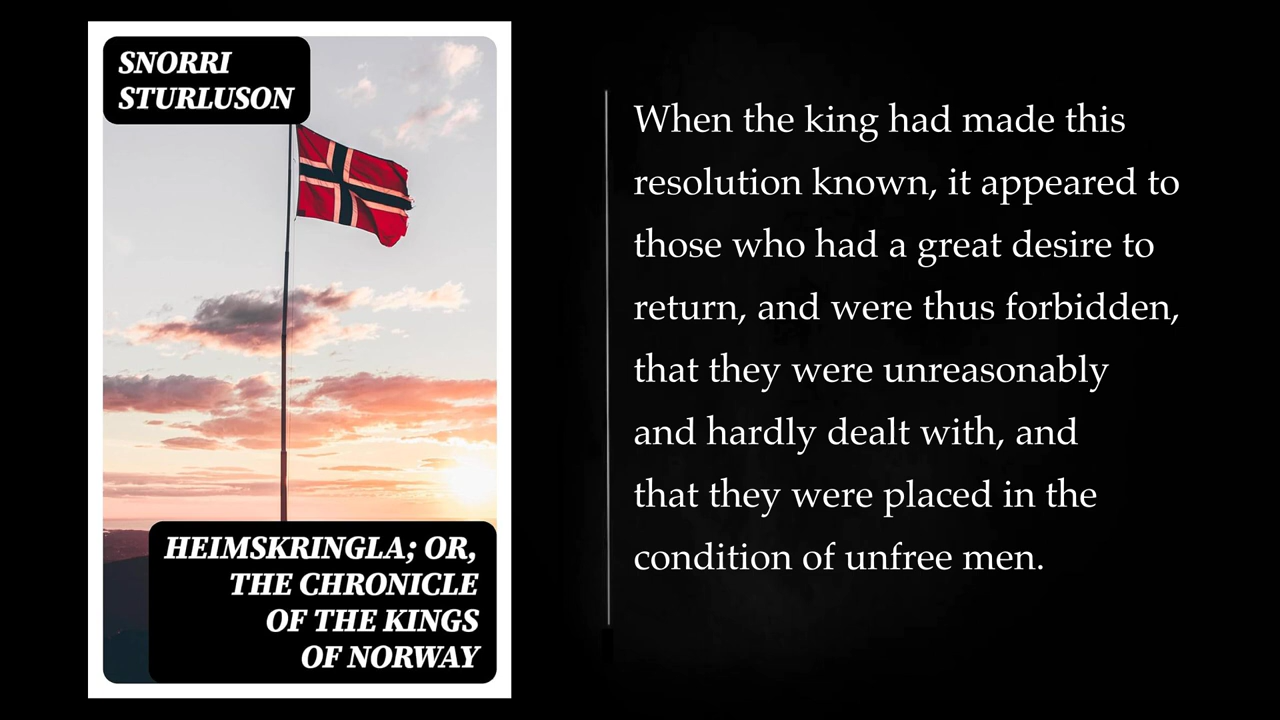 SNORRI
STURLUSON
HEIMSKRINGLA; OR,
THE CHRONICLE
OF THE KINGS
OF NORWAY
When the king had made this
resolution known, it appeared to
those who had a great desire to
return, and were thus forbidden,
that they were unreasonably
and hardly dealt with, and
that they were placed in the
condition of unfree men.